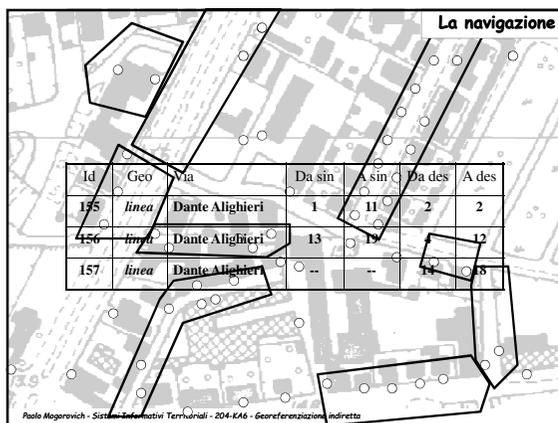 La navigazione
Id Geo Via Da sin A sin Da des A des
155 linea Dante Alighieri 1 11 2 2
156 linea Dante Alighieri 13 19 4 12
157 linea Dante Alighieri -- -- 14 18
Paolo Mogorovich - Sistemi Informativi Territoriali - 204-KA6 - Georeferenziazione indiretta